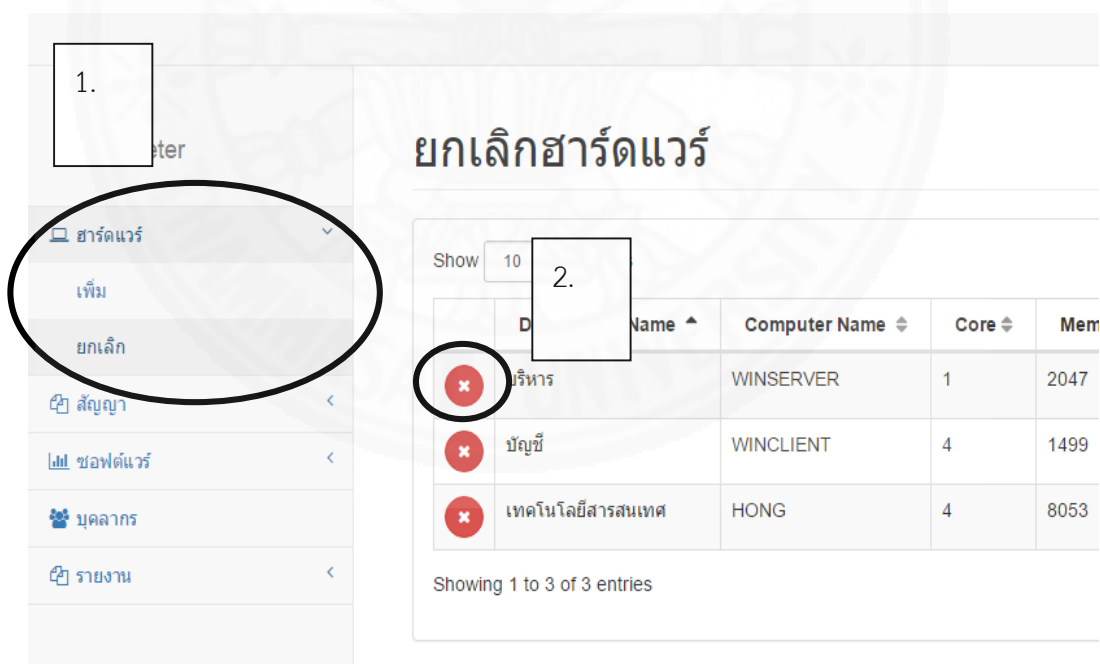 1.
eter
ยกเลิกฮาร์ดแวร์
ฮาร์ดแวร์
เพิ่ม
ยกเลิก
สัญญา
ซอฟต์แวร์
บุคลากร
รายงาน
Show 10
2.
D Name Computer Name Core Mem
บริหาร WINSERVER 1 2047
บัญชี WINCLIENT 4 1499
เทคโนโลยีสารสนเทศ HONG 4 8053
Showing 1 to 3 of 3 entries